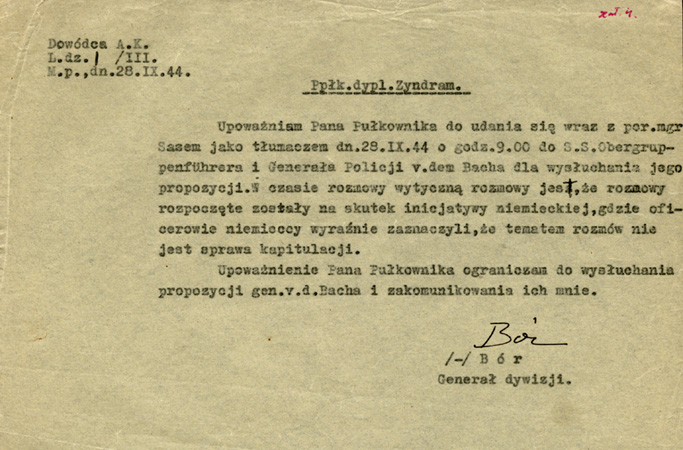 zał. 4.
Dowódca A.K.
L.dz.1 /III.
M.p.,dn.28.IX.44.
Ppłk.dypl.Zyndram.
Upoważniam Pana Pułkownika do udania się wraz z por.mgr
Sasem jako tłumaczem dn.28.IX.44 o godz.9.00 do S.S.Obergrup-
penführera i Generała Policji v.dem Bacha dla wysłuchania jego
propozycji.W czasie rozmowy wytyczną rozmowy jest,że rozmowy
rozpoczęte zostały na skutek inicjatywy niemieckiej,gdzie ofi-
cerowie niemieccy wyraźnie zaznaczyli,że tematem rozmów nie
jest sprawa kapitulacji.
Upoważnienie Pana Pułkownika ograniczam do wysłuchania
propozycji gen.v.d.Bacha i zakomunikowania ich mnie.
Bór
/-/ B ó r
Generał dywizji.